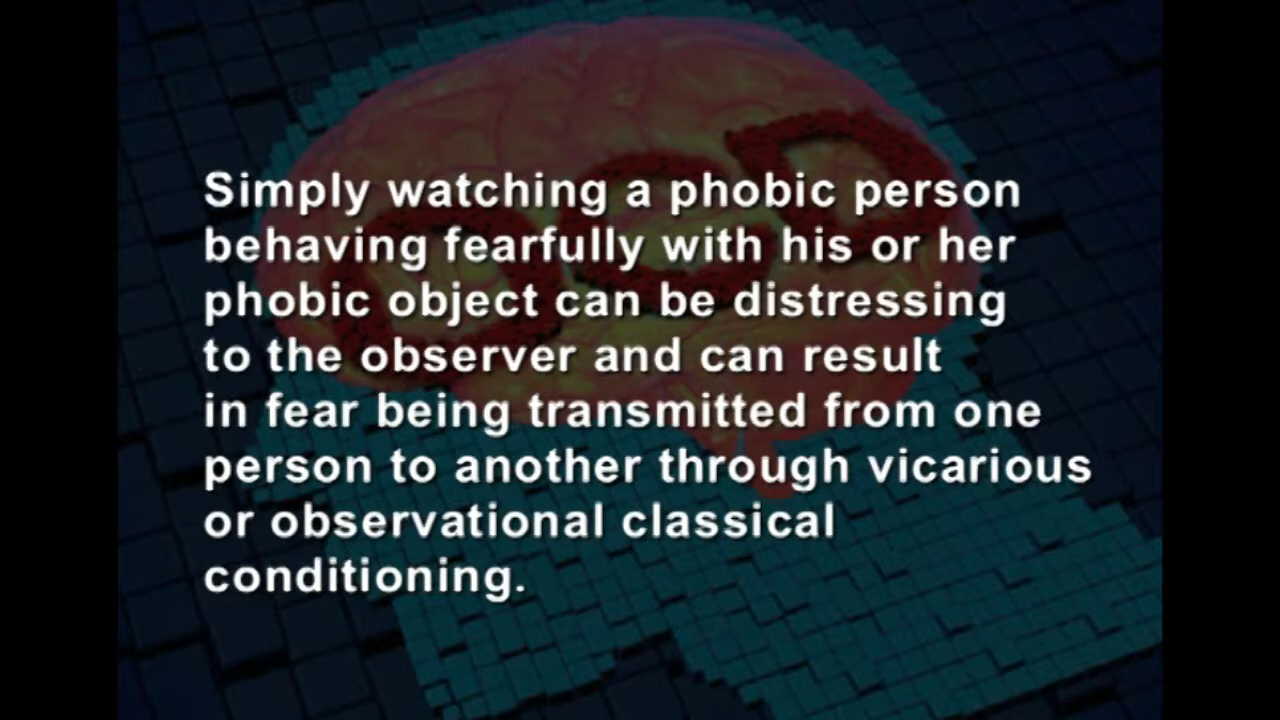 Simply watching a phobic person
behaving fearfully with his or her
phobic object can be distressing
to the observer and can result
in fear being transmitted from one
person to another through vicarious
or observational classical
conditioning.
OCD